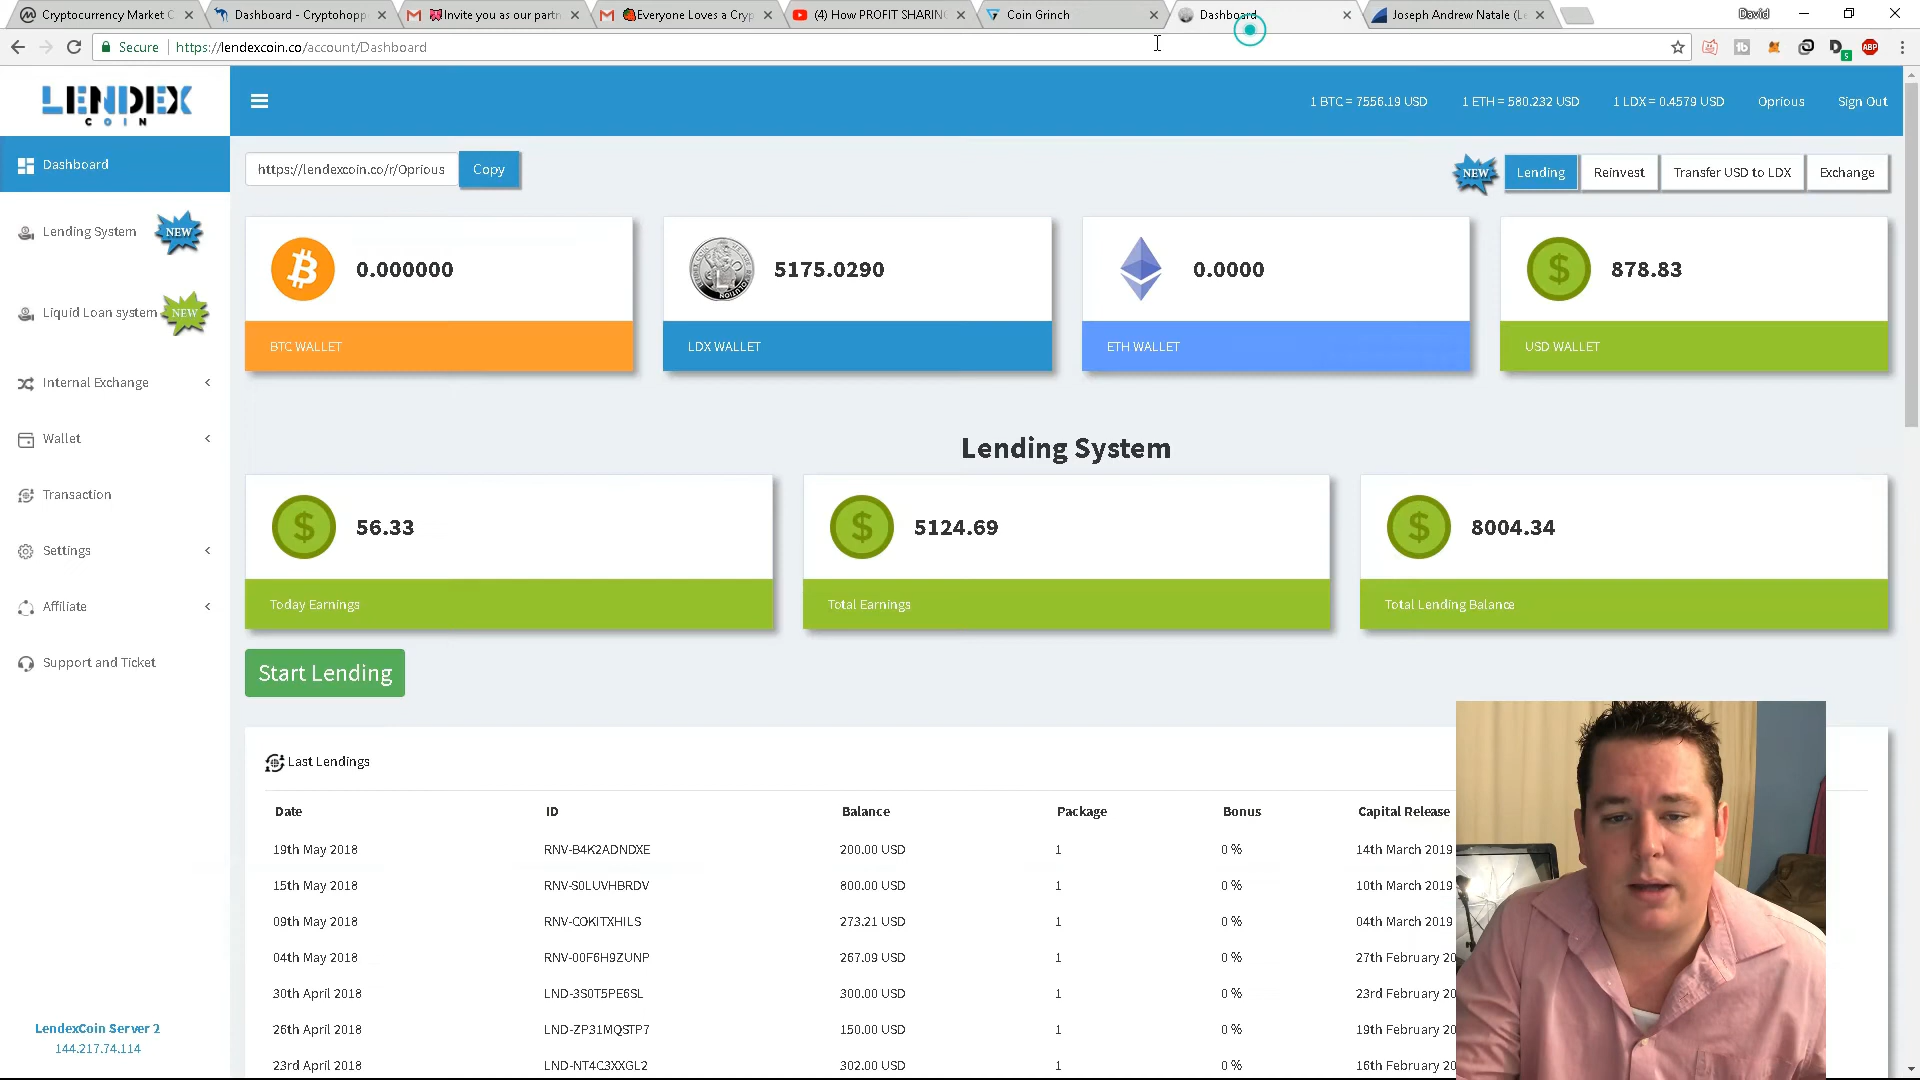 Cryptocurrency Market C
Dashboard - Cryptohopp
Invite you as our partn
Everyone Loves a Cryp
(4) How PROFIT SHARING
Coin Grinch
Dashboard
Joseph Andrew Natale (Le
David
Secure
https://lendexcoin.co/account/Dashboard
LENDEX
COIN
1 BTC = 7556.19 USD
1 ETH = 580.232 USD
1 LDX = 0.4579 USD
Oprious
Sign Out
Dashboard
Lending System NEW
Liquid Loan system NEW
Internal Exchange
Wallet
Transaction
Settings
Affiliate
Support and Ticket
LendexCoin Server 2
144.217.74.114
https://lendexcoin.co/r/Oprious Copy
NEW Lending Reinvest Transfer USD to LDX Exchange
0.000000
BTC WALLET
5175.0290
LDX WALLET
0.0000
ETH WALLET
878.83
USD WALLET
Lending System
56.33
Today Earnings
5124.69
Total Earnings
8004.34
Total Lending Balance
Start Lending
Last Lendings
Date ID Balance Package Bonus Capital Release
19th May 2018 RNV-B4K2ADNDXE 200.00 USD 1 0 % 14th March 2019
15th May 2018 RNV-S0LUVHBRDV 800.00 USD 1 0 % 10th March 2019
09th May 2018 RNV-COKITXHILS 273.21 USD 1 0 % 04th March 2019
04th May 2018 RNV-00F6H9ZUNP 267.09 USD 1 0 % 27th February 20
30th April 2018 LND-3S0T5PE6SL 300.00 USD 1 0 % 23rd February 20
26th April 2018 LND-ZP31MQSTP7 150.00 USD 1 0 % 19th February 20
23rd April 2018 LND-NT4C3XXGL2 302.00 USD 1 0 % 16th February 20